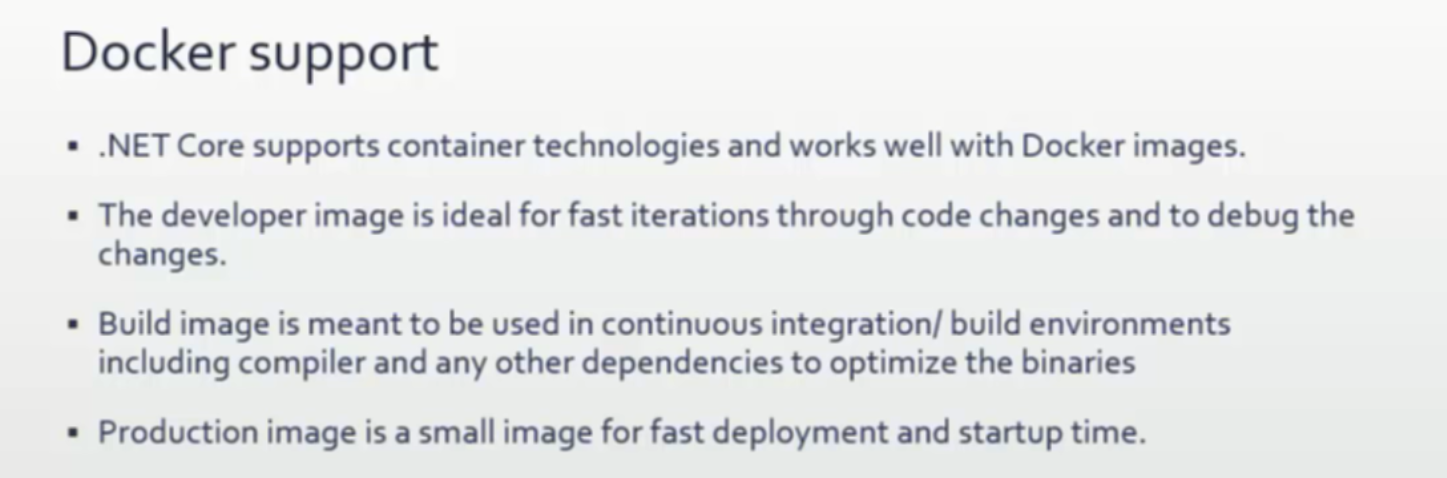 Docker support
▪ .NET Core supports container technologies and works well with Docker images.
▪ The developer image is ideal for fast iterations through code changes and to debug the
changes.
▪ Build image is meant to be used in continuous integration/ build environments
including compiler and any other dependencies to optimize the binaries
▪ Production image is a small image for fast deployment and startup time.